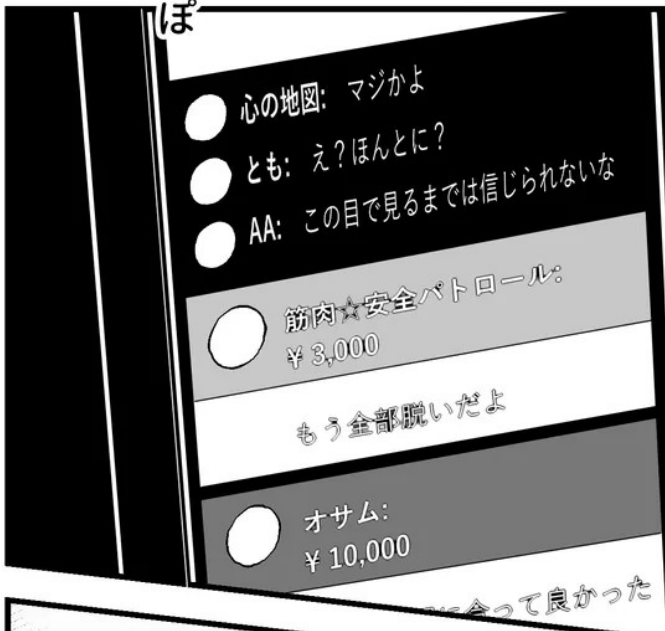 ぽ
心の地図: マジかよ
とも: え?ほんとに?
AA: この目で見るまでは信じられないな
筋肉☆安全パトロール:
¥ 3,000
もう全部脱いだよ
オサム:
¥ 10,000
に会って良かった